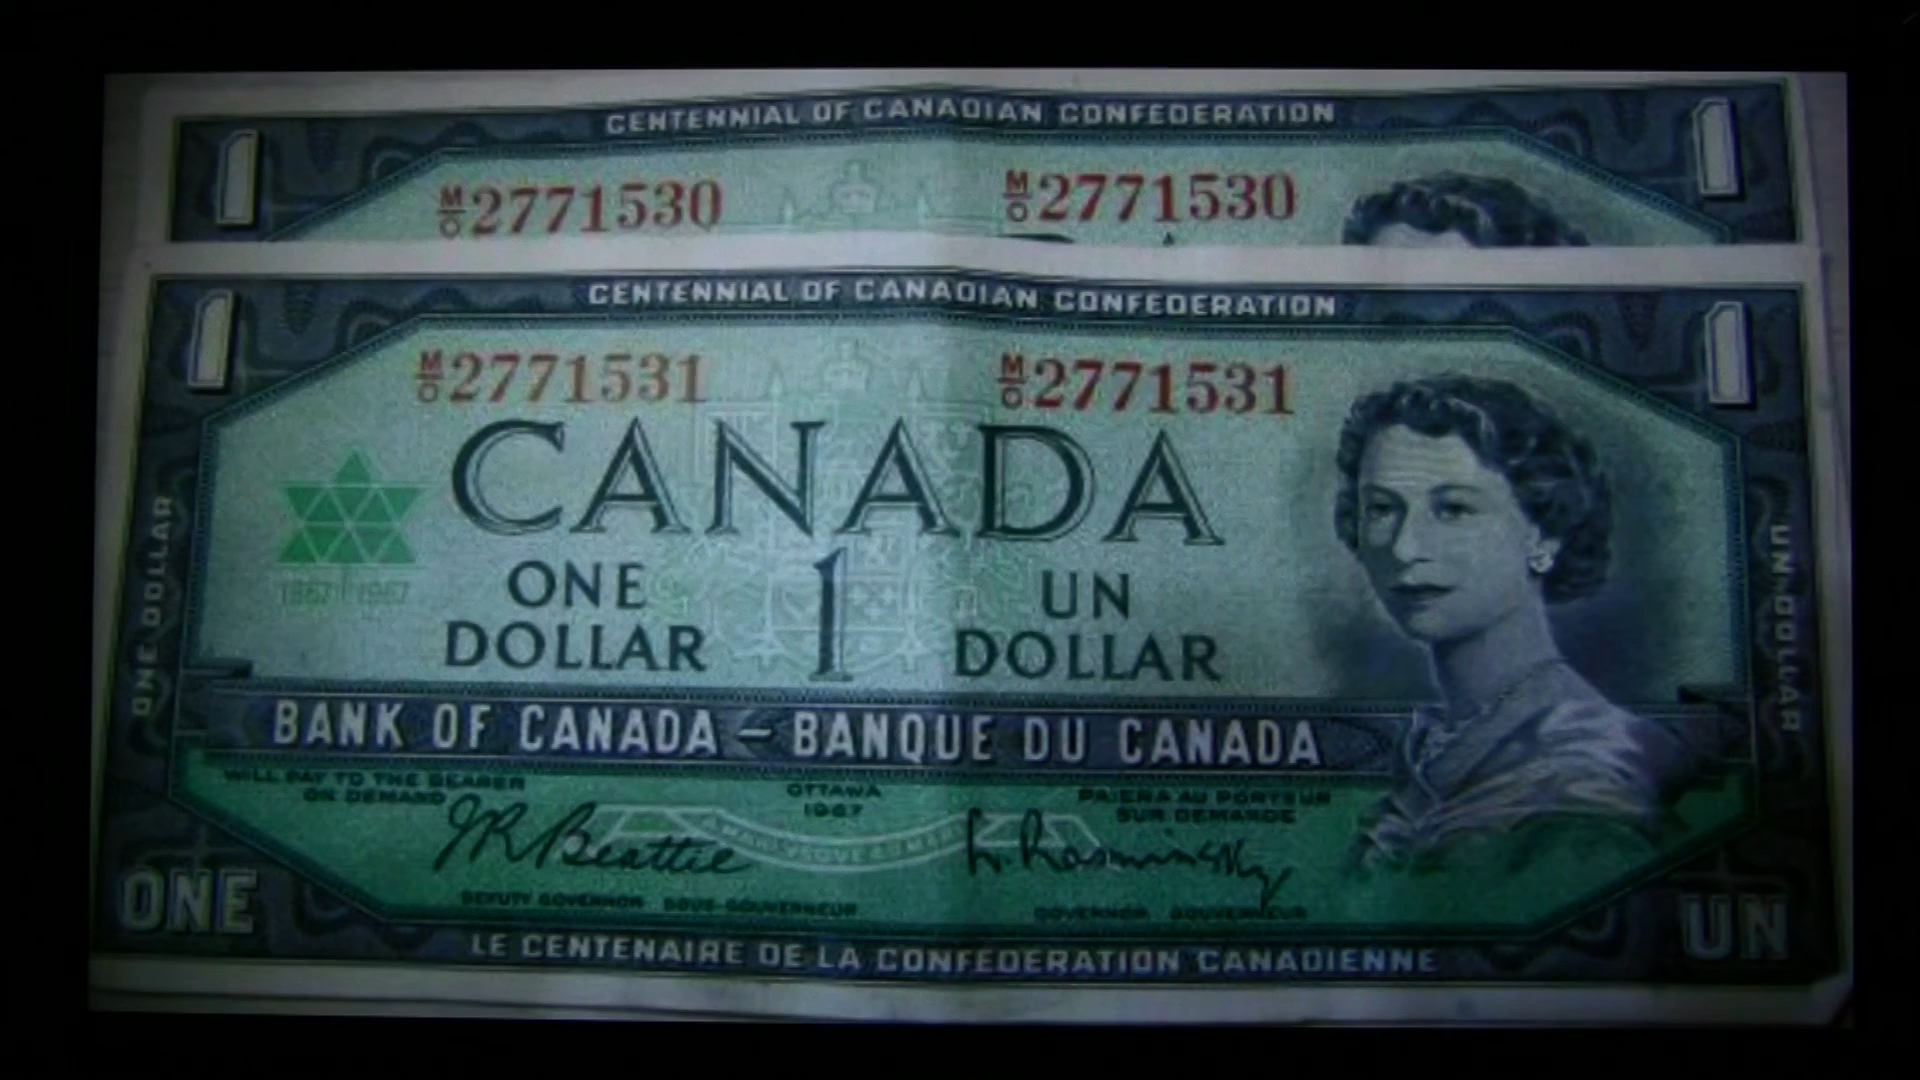 CENTENNIAL OF CANADIAN CONFEDERATION
1 1
M/O 2771530 M/O 2771530
CENTENNIAL OF CANADIAN CONFEDERATION
1 1
M/O 2771531 M/O 2771531
CANADA
1867 1967
ONE DOLLAR
ONE
DOLLAR
1
UN
DOLLAR
UN DOLLAR
BANK OF CANADA – BANQUE DU CANADA
WILL PAY TO THE BEARER
ON DEMAND
OTTAWA
1967
PAIERA AU PORTEUR
SUR DEMANDE
JR Beattie
L. Rasminsky
DEPUTY GOVERNOR SOUS-GOUVERNEUR
GOVERNOR GOUVERNEUR
ONE UN
LE CENTENAIRE DE LA CONFEDERATION CANADIENNE